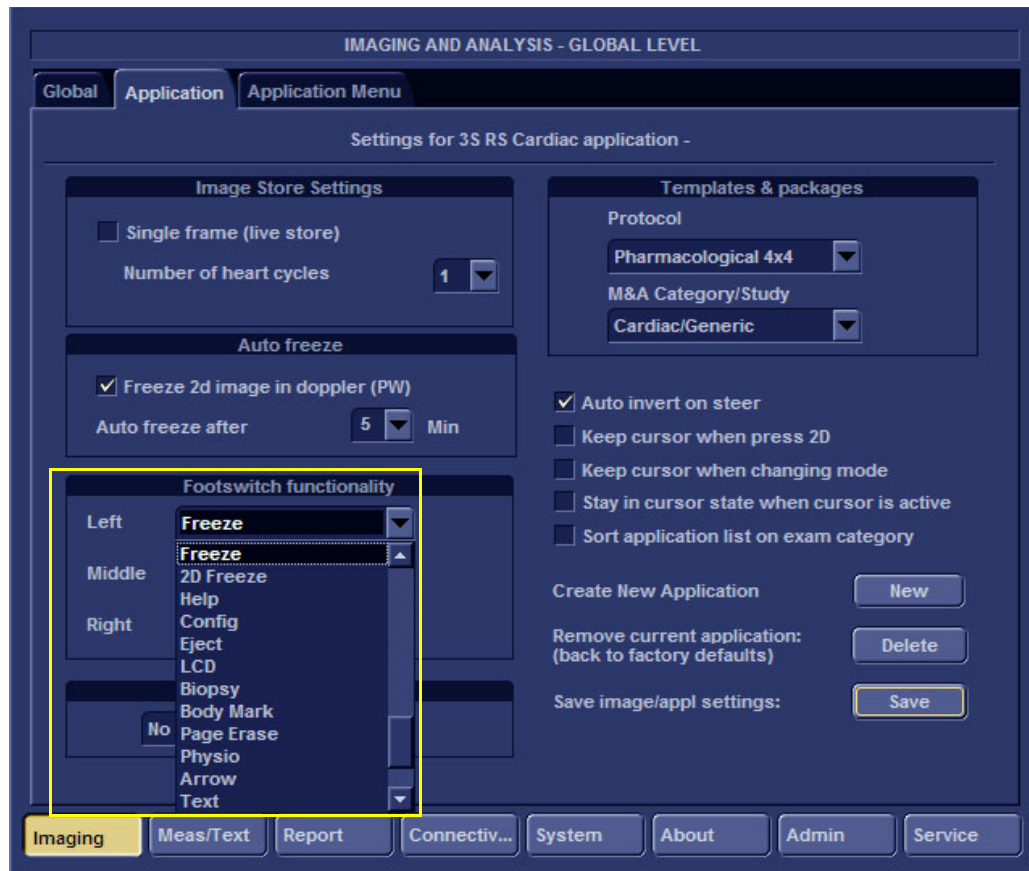 IMAGING AND ANALYSIS - GLOBAL LEVEL
Global
Application
Application Menu
Settings for 3S RS Cardiac application -
Image Store Settings
Single frame (live store)
Number of heart cycles
1
Auto freeze
Freeze 2d image in doppler (PW)
Auto freeze after
5
Min
Footswitch functionality
Left
Freeze
Middle
Right
Freeze
2D Freeze
Help
Config
Eject
LCD
Biopsy
Body Mark
Page Erase
Physio
Arrow
Text
No
Templates & packages
Protocol
Pharmacological 4x4
M&A Category/Study
Cardiac/Generic
Auto invert on steer
Keep cursor when press 2D
Keep cursor when changing mode
Stay in cursor state when cursor is active
Sort application list on exam category
Create New Application
New
Remove current application:
(back to factory defaults)
Delete
Save image/appl settings:
Save
Imaging
Meas/Text
Report
Connectiv...
System
About
Admin
Service